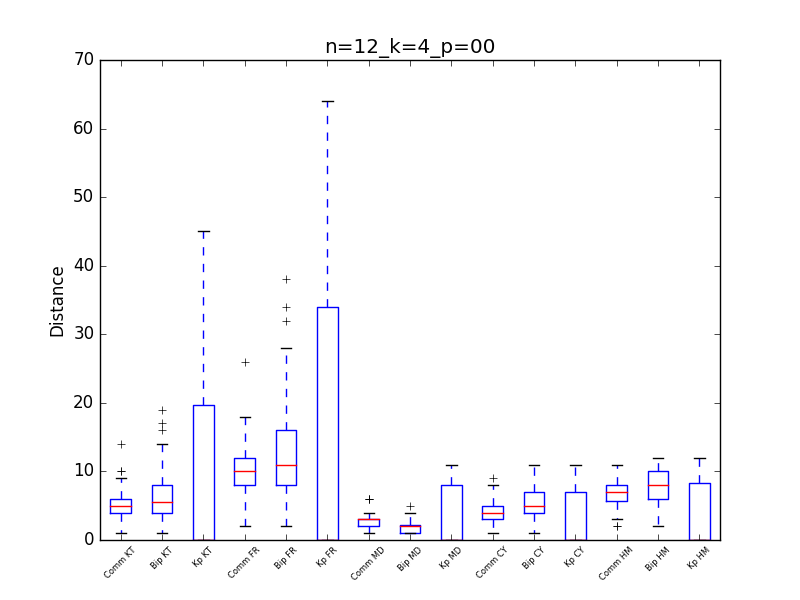 n=12_k=4_p=00
70
60
50
40
30
20
10
0
Distance
Comm KT
Bip KT
Kp KT
Comm FR
Bip FR
Kp FR
Comm MD
Bip MD
Kp MD
Comm CY
Bip CY
Kp CY
Comm HM
Bip HM
Kp HM